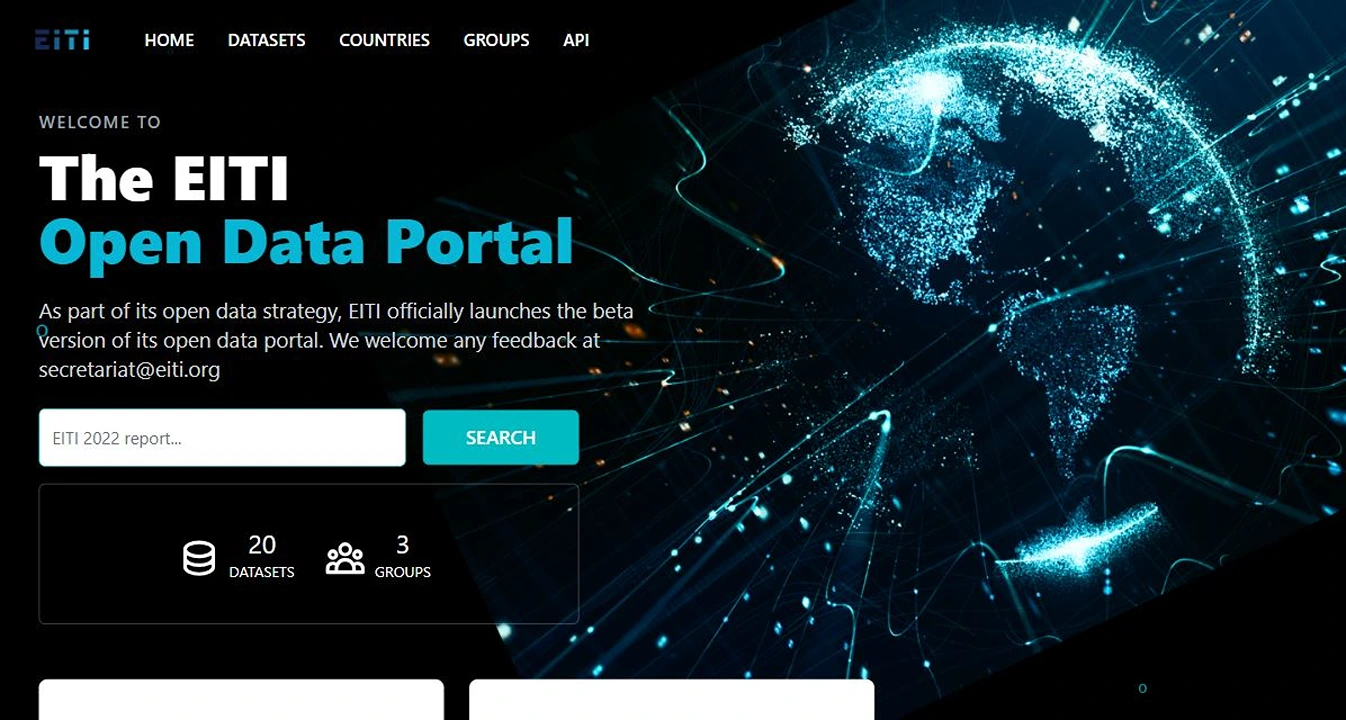 EiTi
HOME DATASETS COUNTRIES GROUPS API
WELCOME TO
The EITI
Open Data Portal
As part of its open data strategy, EITI officially launches the beta
version of its open data portal. We welcome any feedback at
secretariat@eiti.org
EITI 2022 report...
SEARCH
20
DATASETS
3
GROUPS